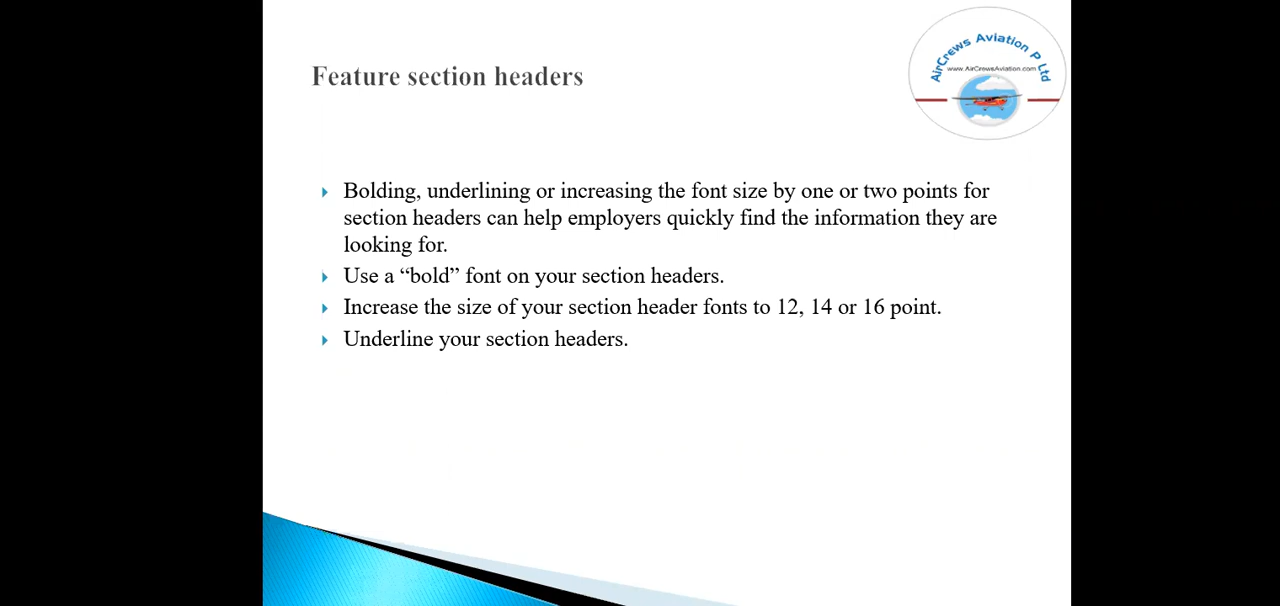 Feature section headers
AirCrews Aviation P Ltd
www.AirCrewsAviation.com
Bolding, underlining or increasing the font size by one or two points for
section headers can help employers quickly find the information they are
looking for.
Use a “bold” font on your section headers.
Increase the size of your section header fonts to 12, 14 or 16 point.
Underline your section headers.